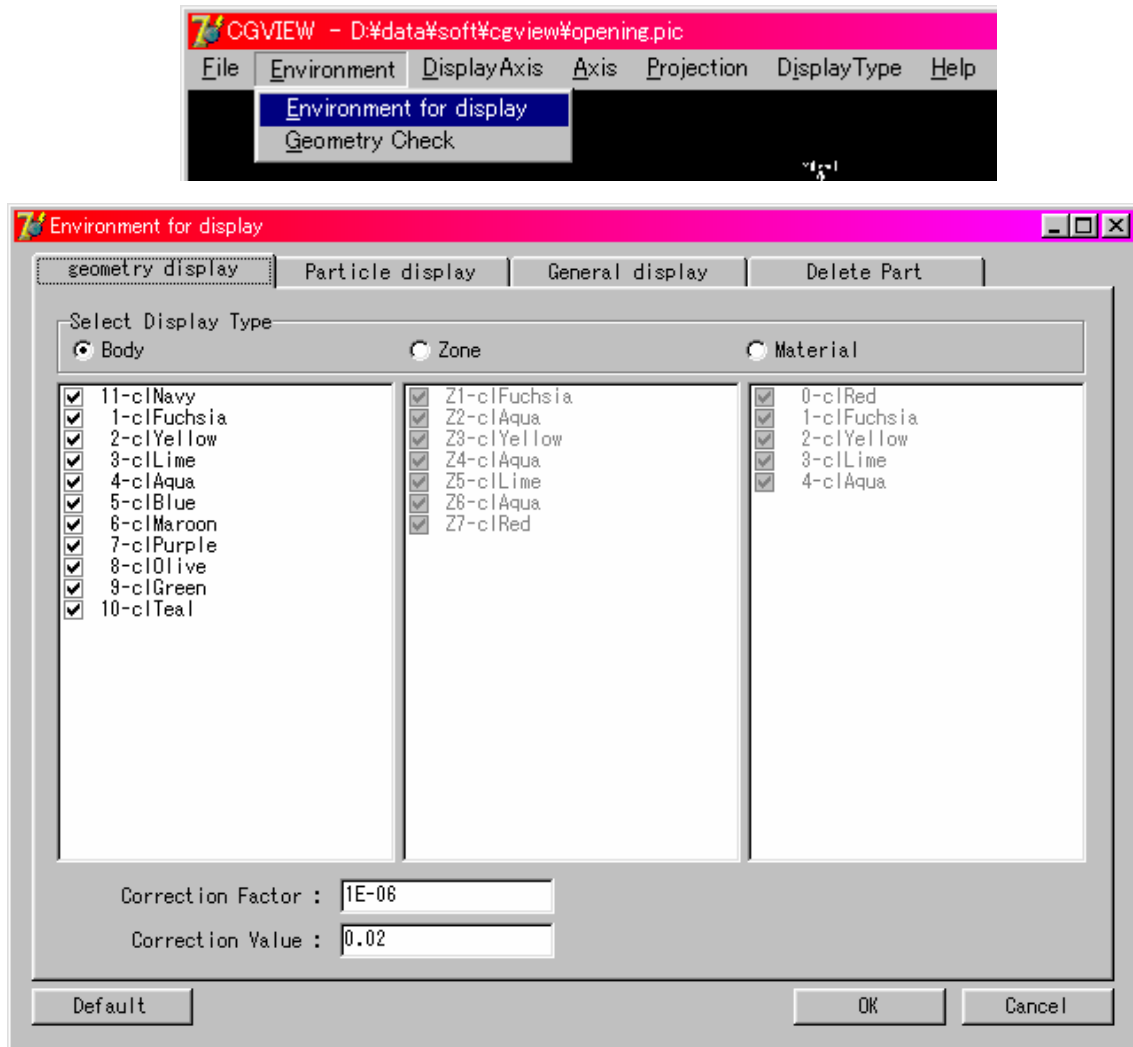 CGVIEW - D:¥data¥soft¥cgview¥opening.pic
File Environment DisplayAxis Axis Projection DisplayType Help
Environment for display
Geometry Check
Environment for display
geometry display Particle display General display Delete Part
Select Display Type
Body Zone Material
11-clNavy Z1-clFuchsia 0-clRed
1-clFuchsia Z2-clAqua 1-clFuchsia
2-clYellow Z3-clYellow 2-clYellow
3-clLime Z4-clAqua 3-clLime
4-clAqua Z5-clLime 4-clAqua
5-clBlue Z6-clAqua
6-clMaroon Z7-clRed
7-clPurple
8-clOlive
9-clGreen
10-clTeal
Correction Factor : 1E-06
Correction Value : 0.02
Default OK Cancel